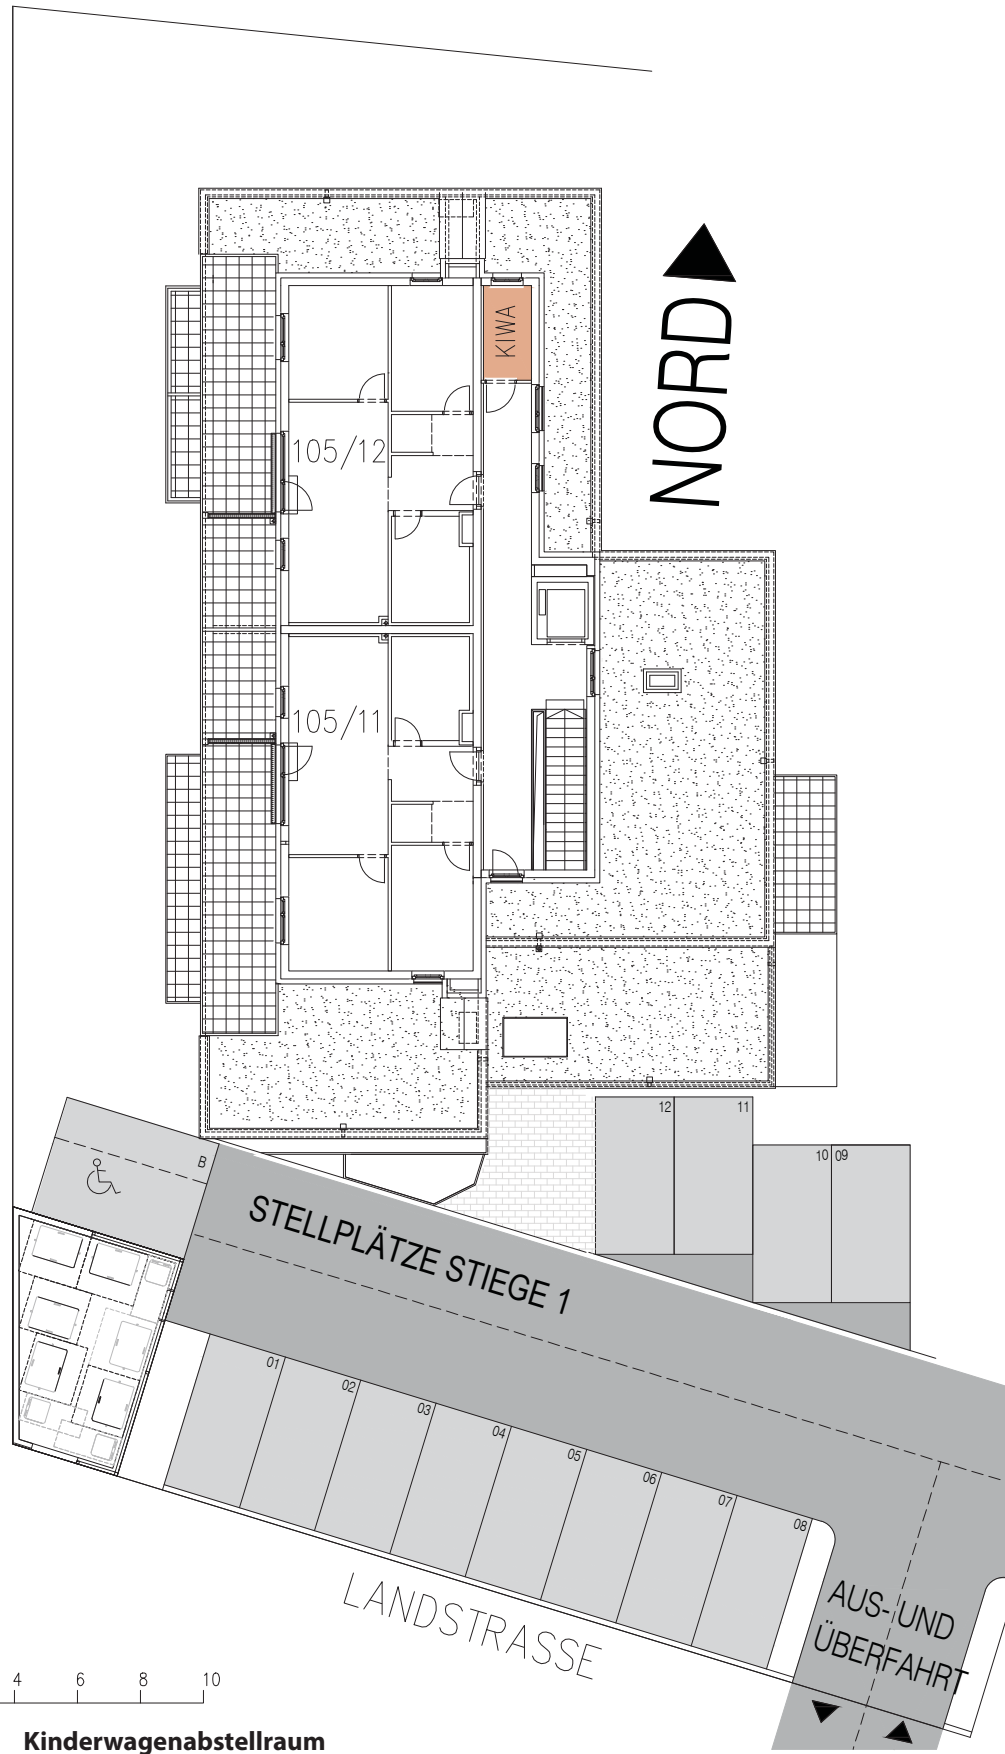 KIWA
NORD
105/12
105/11
12
11
10
09
B
STELLPLÄTZE STIEGE 1
01
02
03
04
05
06
07
08
LANDSTRASSE
AUS- UND
ÜBERFAHRT
4 6 8 10
Kinderwagenabstellraum